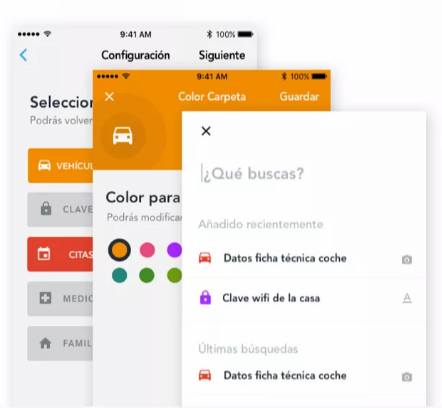 9:41 AM
100%
Configuración
Siguiente
Seleccio
Podrás volver
VEHÍCUL
CLAVE
CITAS
MEDIC
FAMIL
9:41 AM
100%
Color Carpeta
Guardar
Color para
Podrás modificar
¿Qué buscas?
Añadido recientemente
Datos ficha técnica coche
Clave wifi de la casa
A
Últimas búsquedas
Datos ficha técnica coche